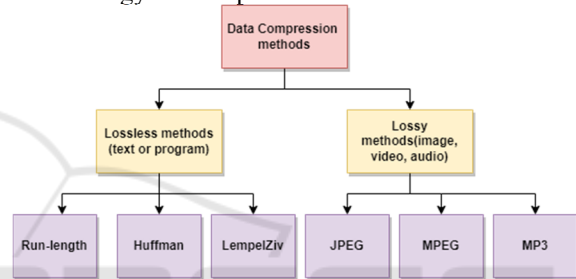 Data Compression
methods
Lossless methods
(text or program)
Lossy
methods(image,
video, audio)
Run-length
Huffman
LempelZiv
JPEG
MPEG
MP3